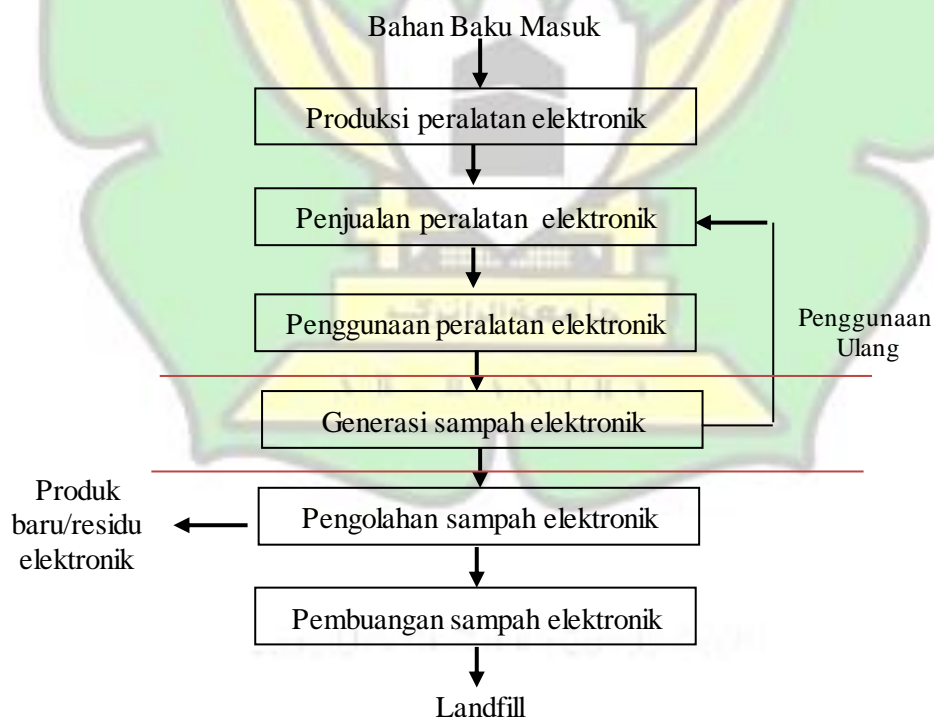 Bahan Baku Masuk
Produksi peralatan elektronik
Penjualan peralatan elektronik
Penggunaan peralatan elektronik
Penggunaan
Ulang
Generasi sampah elektronik
Produk
baru/residu
elektronik
Pengolahan sampah elektronik
Pembuangan sampah elektronik
Landfill